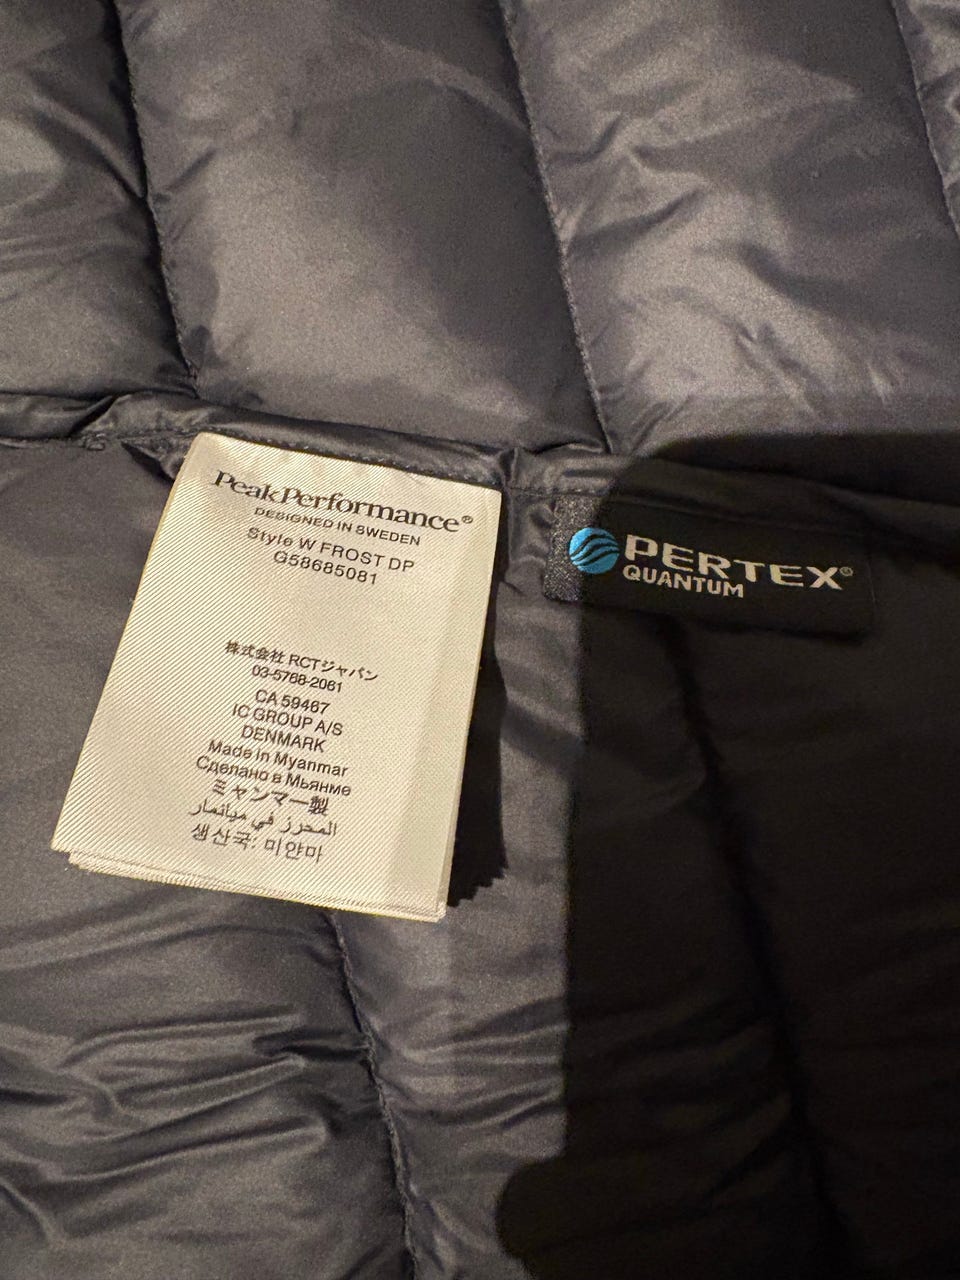 PeakPerformance®
DESIGNED IN SWEDEN
Style W FROST DP
G58685081
株式会社 RCTジャパン
03-5768-2061
CA 59467
IC GROUP A/S
DENMARK
Made in Myanmar
Сделано в Мьянме
ミャンマー製
المحرز في ميانمار
생산국: 미얀마
PERTEX®
QUANTUM